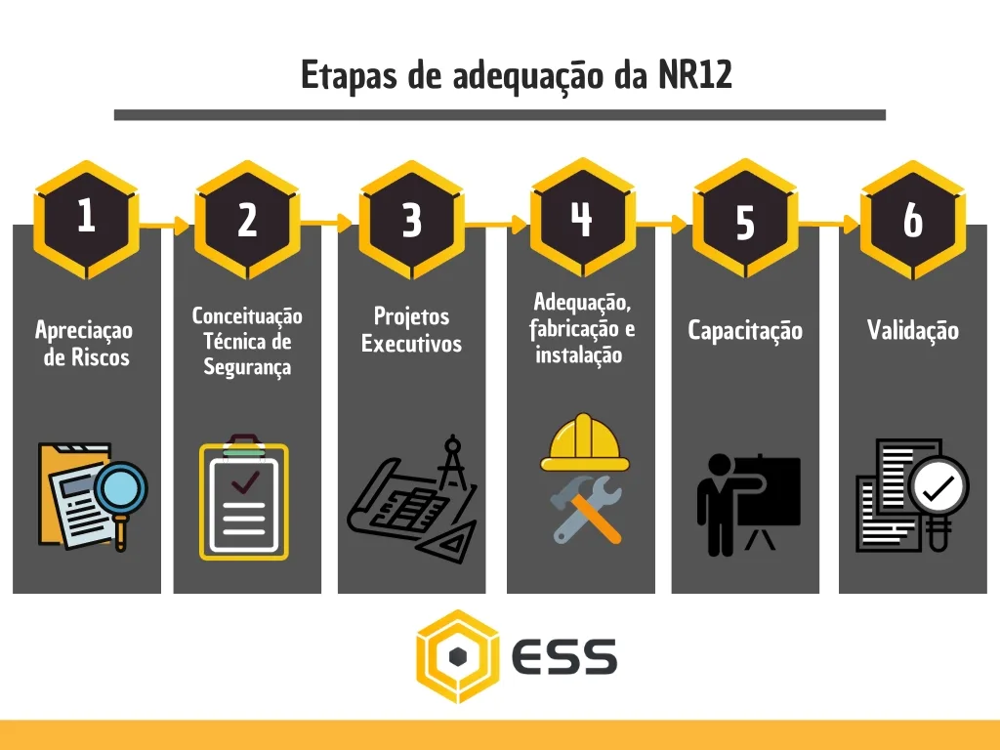 Etapas de adequação da NR12
1
2
3
4
5
6
Apreciaçao
de Riscos
Conceituação
Técnica de
Segurança
Projetos
Executivos
Adequação,
fabricação e
instalação
Capacitação
Validação
ESS